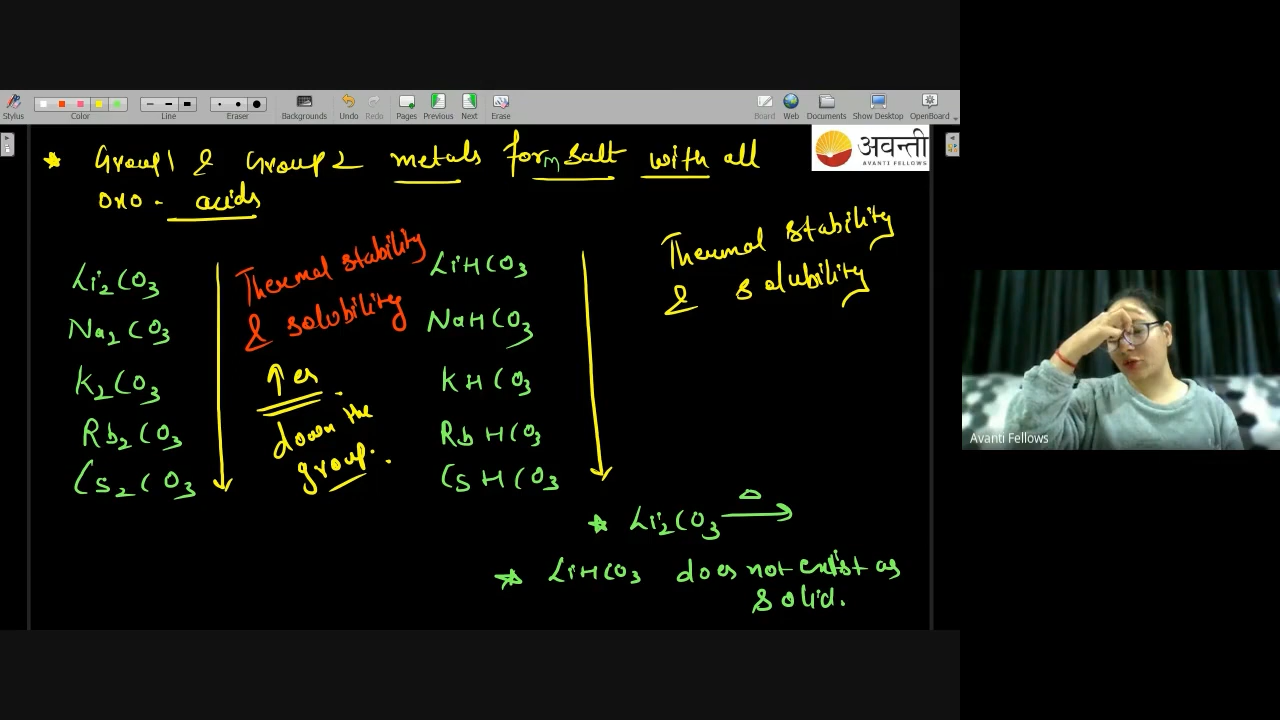 Stylus
Color
Line
Eraser
Backgrounds
Undo
Redo
Pages
Previous
Next
Erase
Board
Web
Documents
Show Desktop
OpenBoard
अवन्ती
AVANTI FELLOWS
* Group 1 & Group 2 metals form salt with all
oxo - acids
Li2CO3
Na2CO3
K2CO3
Rb2CO3
Cs2CO3
Thermal stability
& solubility
↑es.
down the
group.
LiHCO3
NaHCO3
KHCO3
RbHCO3
CsHCO3
Thermal stability
& solubility
* Li2CO3 Δ→
* LiHCO3 does not exist as
solid.
Avanti Fellows